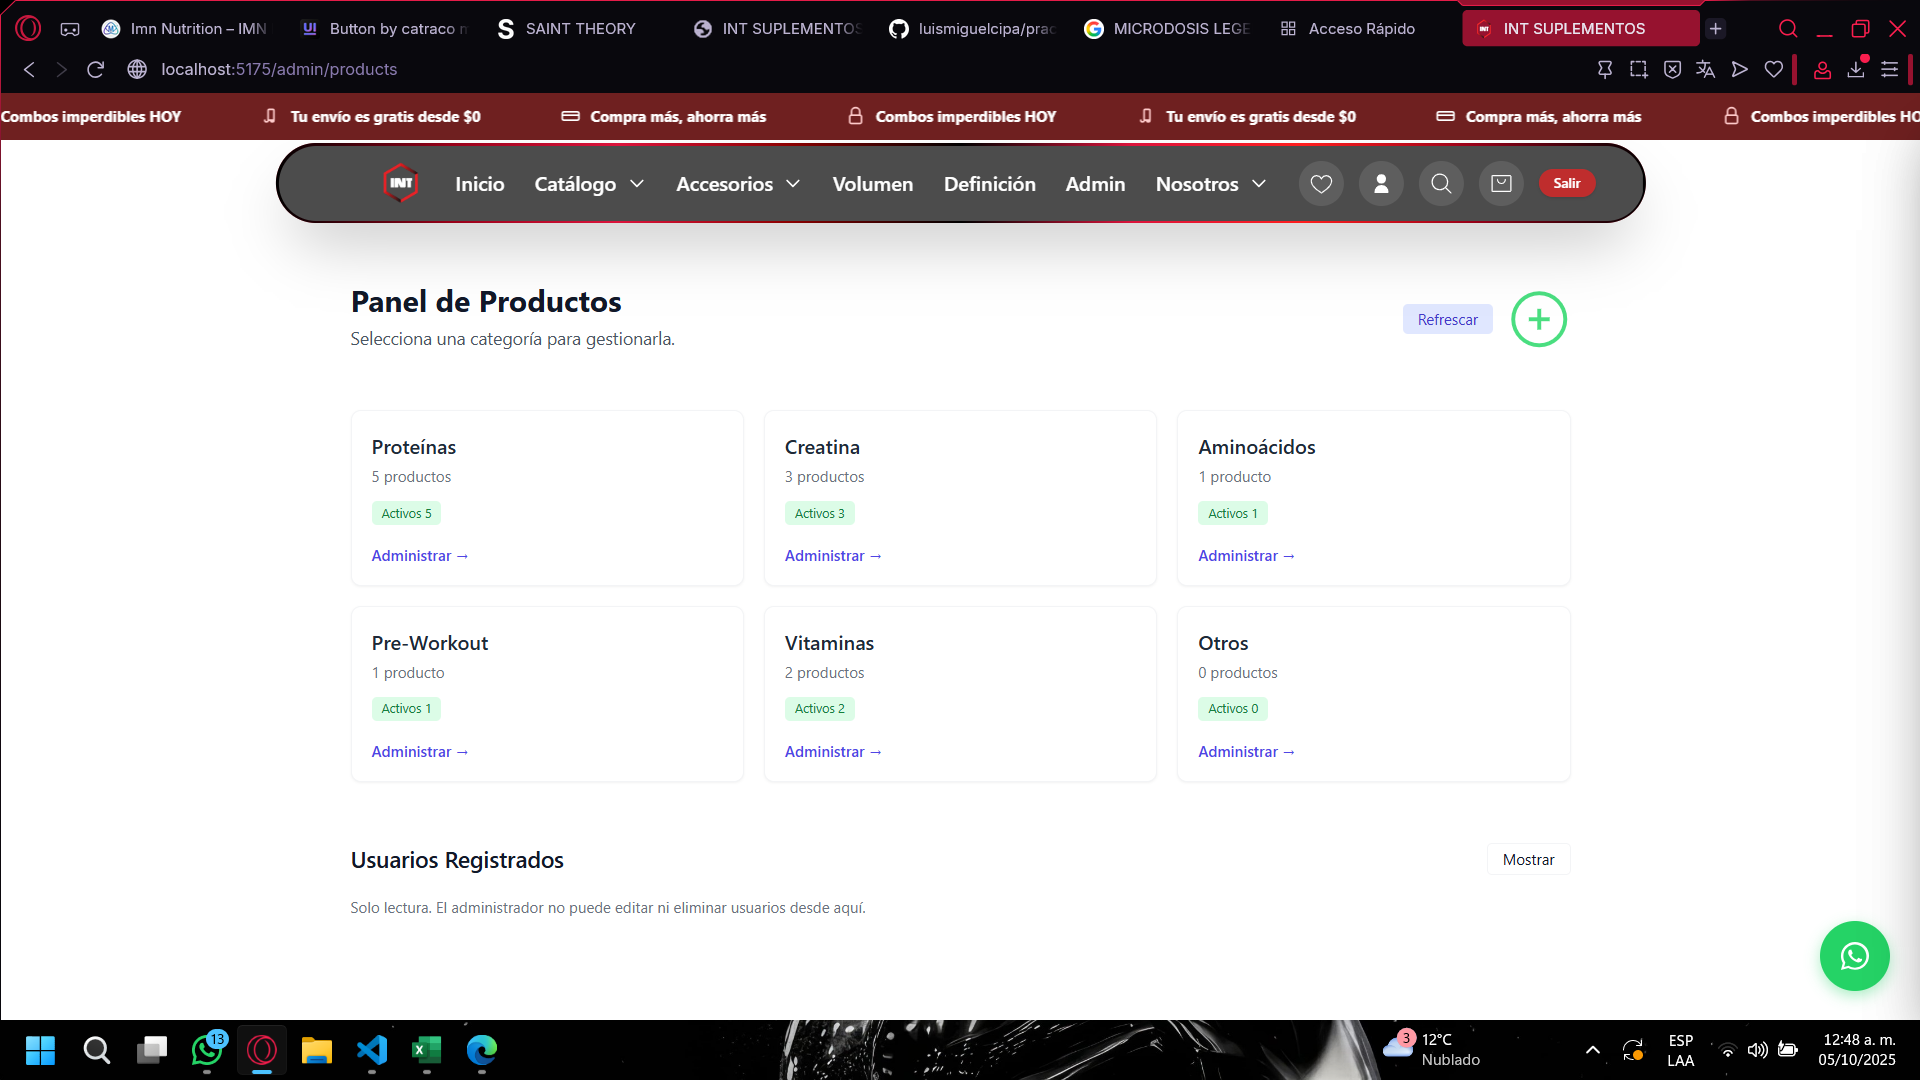 Imn Nutrition – IMN
UI Button by catraco m
S SAINT THEORY
INT SUPLEMENTOS
luismiguelcipa/prac
MICRODOSIS LEGE
Acceso Rápido
INT SUPLEMENTOS
localhost:5175/admin/products
Combos imperdibles HOY
Tu envío es gratis desde $0
Compra más, ahorra más
Combos imperdibles HOY
Tu envío es gratis desde $0
Compra más, ahorra más
Combos imperdibles HO
INT
Inicio
Catálogo
Accesorios
Volumen
Definición
Admin
Nosotros
Salir
Panel de Productos
Selecciona una categoría para gestionarla.
Refrescar
Proteínas
5 productos
Activos 5
Administrar →
Creatina
3 productos
Activos 3
Administrar →
Aminoácidos
1 producto
Activos 1
Administrar →
Pre-Workout
1 producto
Activos 1
Administrar →
Vitaminas
2 productos
Activos 2
Administrar →
Otros
0 productos
Activos 0
Administrar →
Usuarios Registrados
Mostrar
Solo lectura. El administrador no puede editar ni eliminar usuarios desde aquí.
13
3
12°C
Nublado
ESP
LAA
12:48 a. m.
05/10/2025